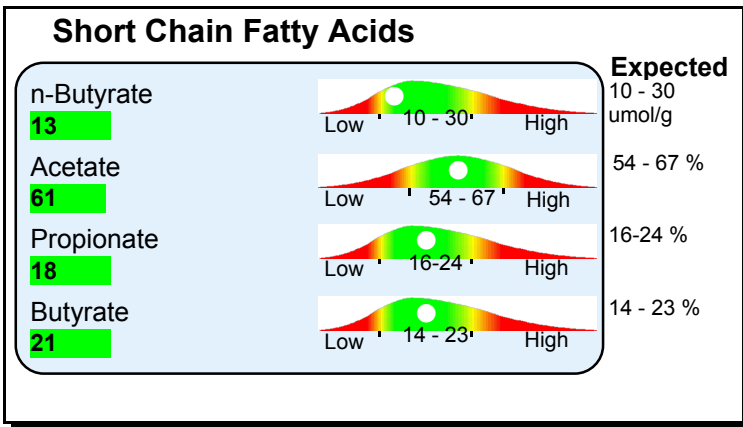 Short Chain Fatty Acids
Expected
n-Butyrate
13
Low 10 - 30 High
10 - 30
umol/g
Acetate
61
Low 54 - 67 High
54 - 67 %
Propionate
18
Low 16-24 High
16-24 %
Butyrate
21
Low 14 - 23 High
14 - 23 %